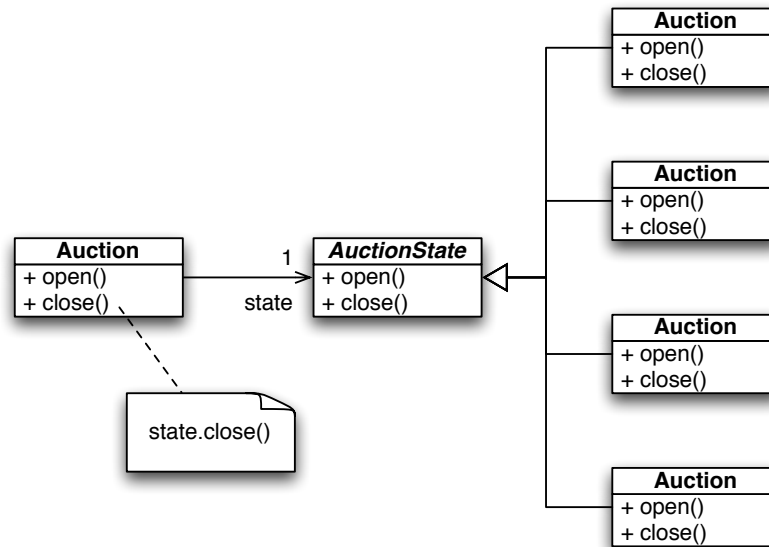 Auction
+ open()
+ close()
1
state
AuctionState
+ open()
+ close()
state.close()
Auction
+ open()
+ close()
Auction
+ open()
+ close()
Auction
+ open()
+ close()
Auction
+ open()
+ close()